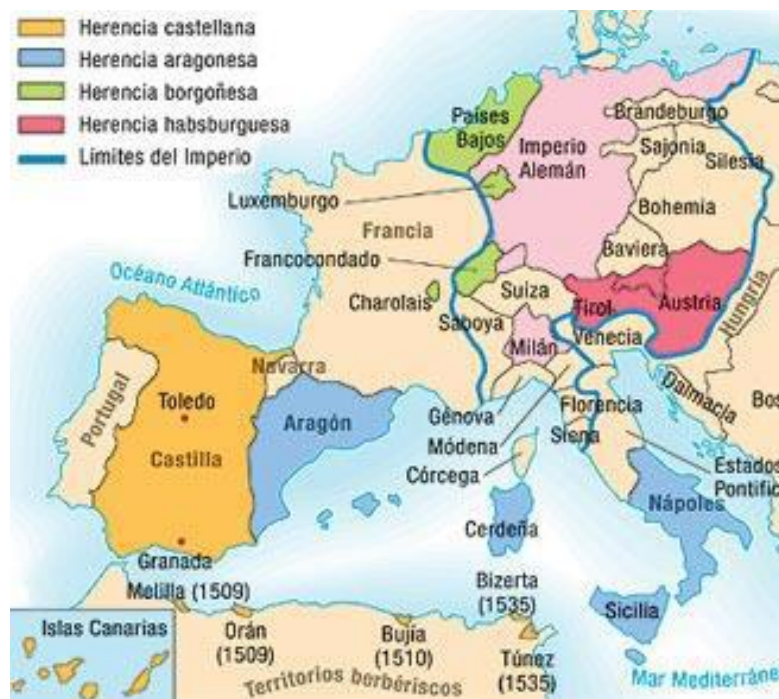 Herencia castellana
Herencia aragonesa
Herencia borgoñesa
Herencia habsburguesa
Límites del Imperio
Países
Bajos
Brandeburgo
Imperio
Alemán
Sajonia
Silesia
Luxemburgo
Bohemia
Francia
Francocondado
Baviera
Océano Atlántico
Charolais
Suiza
Tirol
Austria
Hungría
Saboya
Milán
Venecia
Navarra
Portugal
Toledo
Aragón
Génova
Florencia
Dalmacia
Bos
Castilla
Módena
Siena
Córcega
Estados
Pontific
Nápoles
Cerdeña
Granada
Melilla (1509)
Bizerta
(1535)
Sicilia
Islas Canarias
Orán
(1509)
Bujía
(1510)
Túnez
(1535)
Territorios berbériscos
Mar Mediterráne